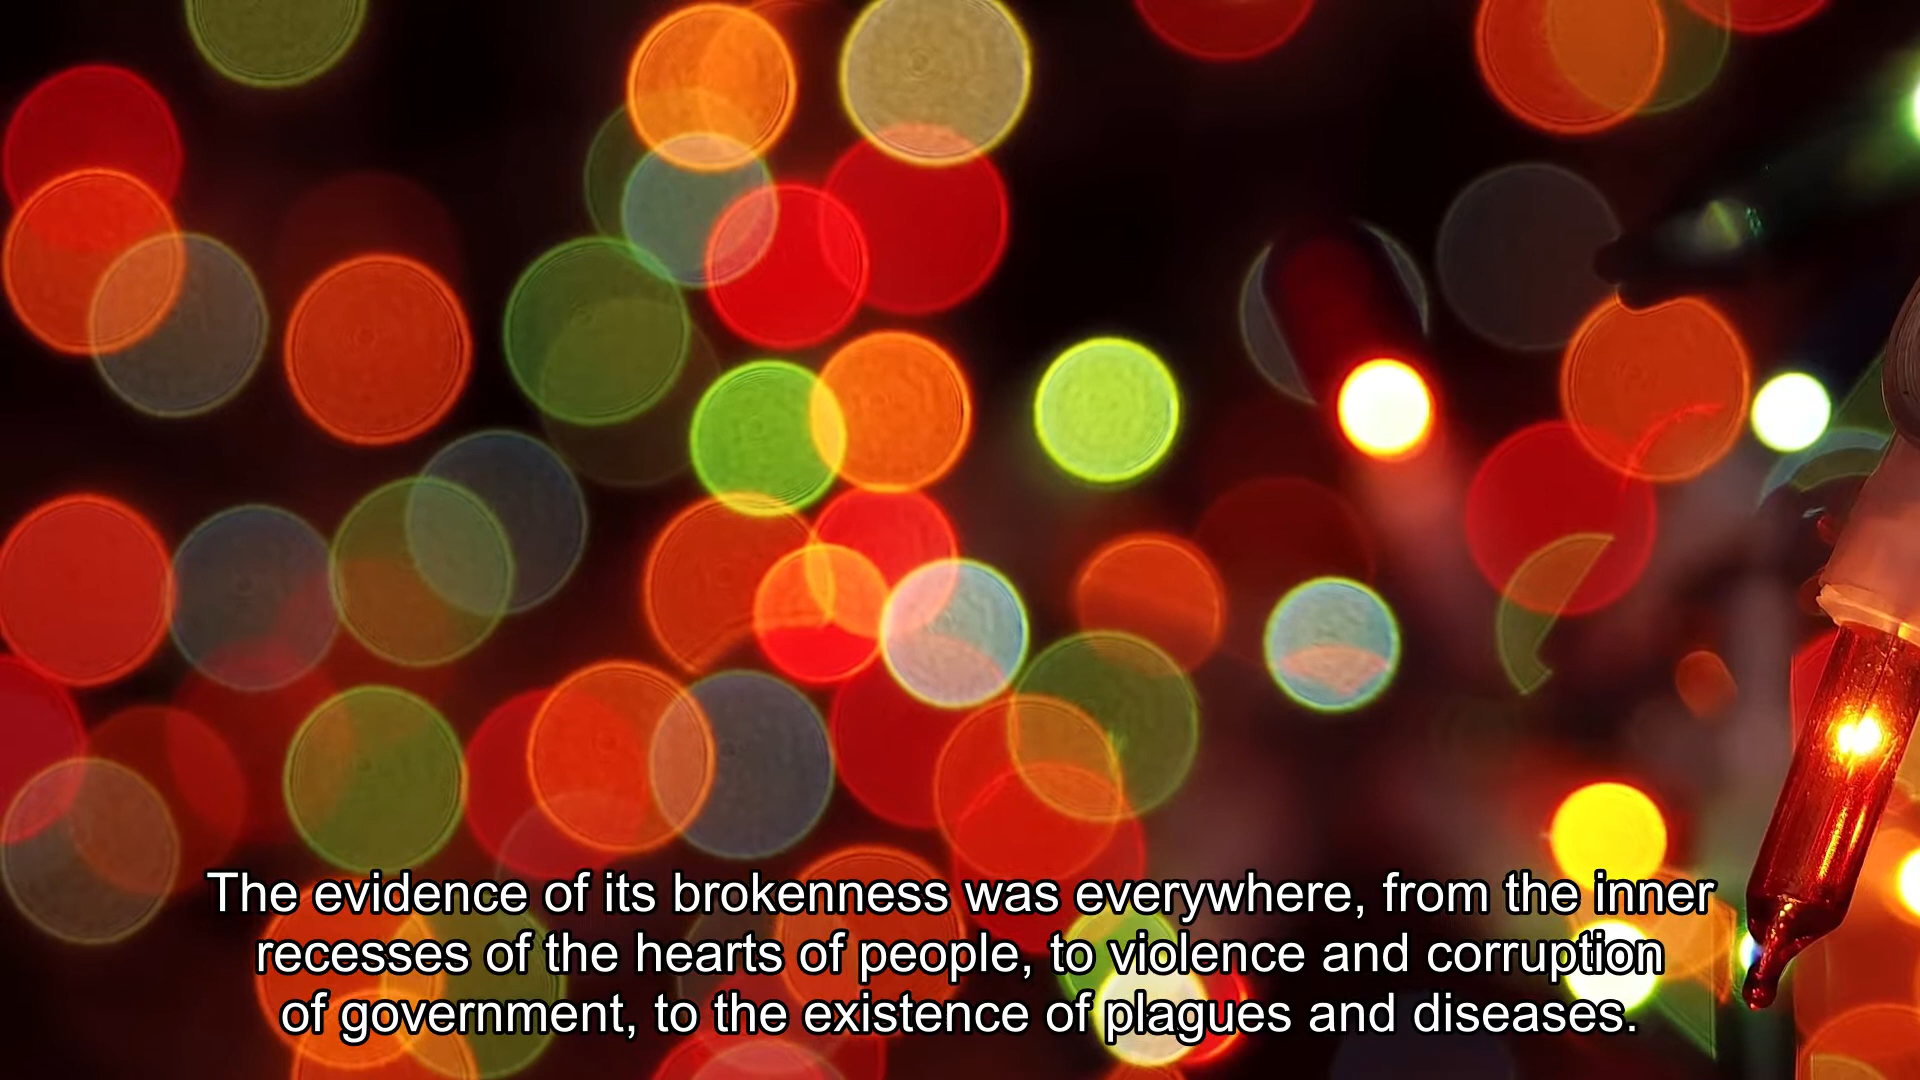 The evidence of its brokenness was everywhere, from the inner
recesses of the hearts of people, to violence and corruption
of government, to the existence of plagues and diseases.